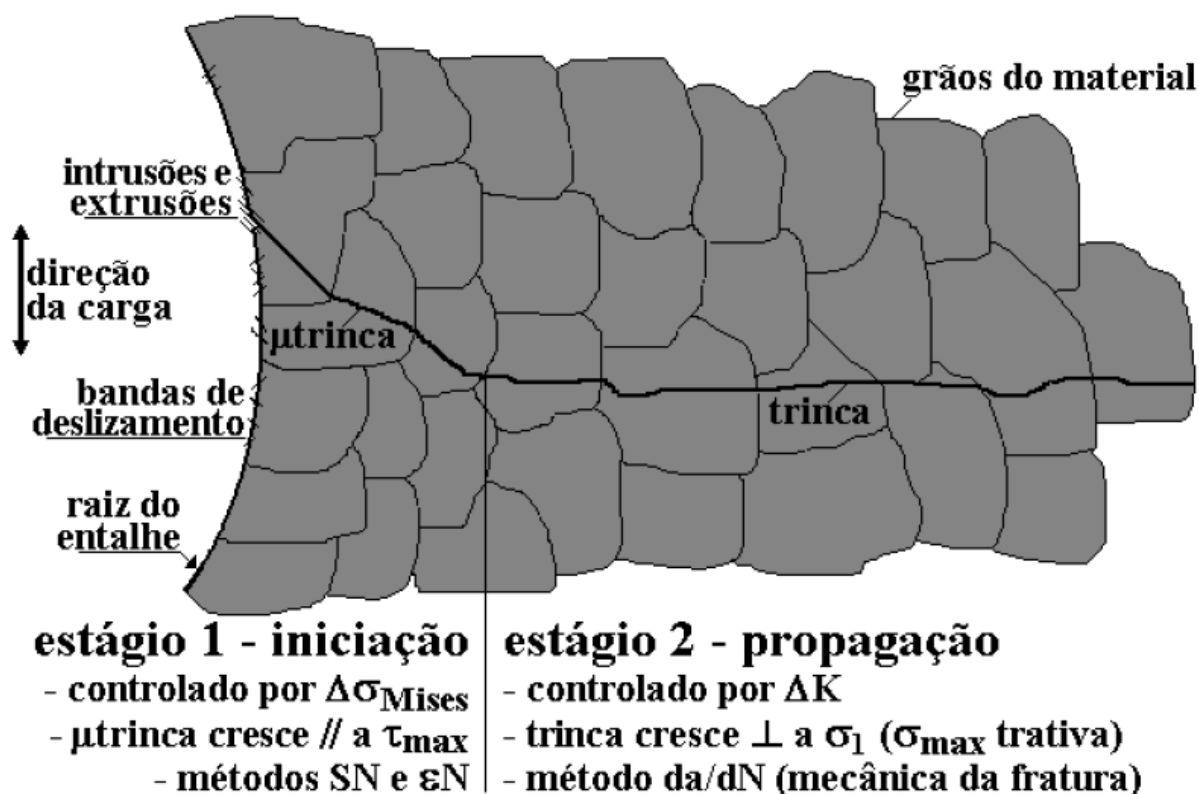 grãos do material
intrusões e
extrusões
direção
da carga
μtrinca
bandas de
deslizamento
trinca
raiz do
entalhe
estágio 1 - iniciação
- controlado por ΔσMises
- μtrinca cresce // a τmax
- métodos SN e εN
estágio 2 - propagação
- controlado por ΔK
- trinca cresce ⊥ a σ1 (σmax trativa)
- método da/dN (mecânica da fratura)